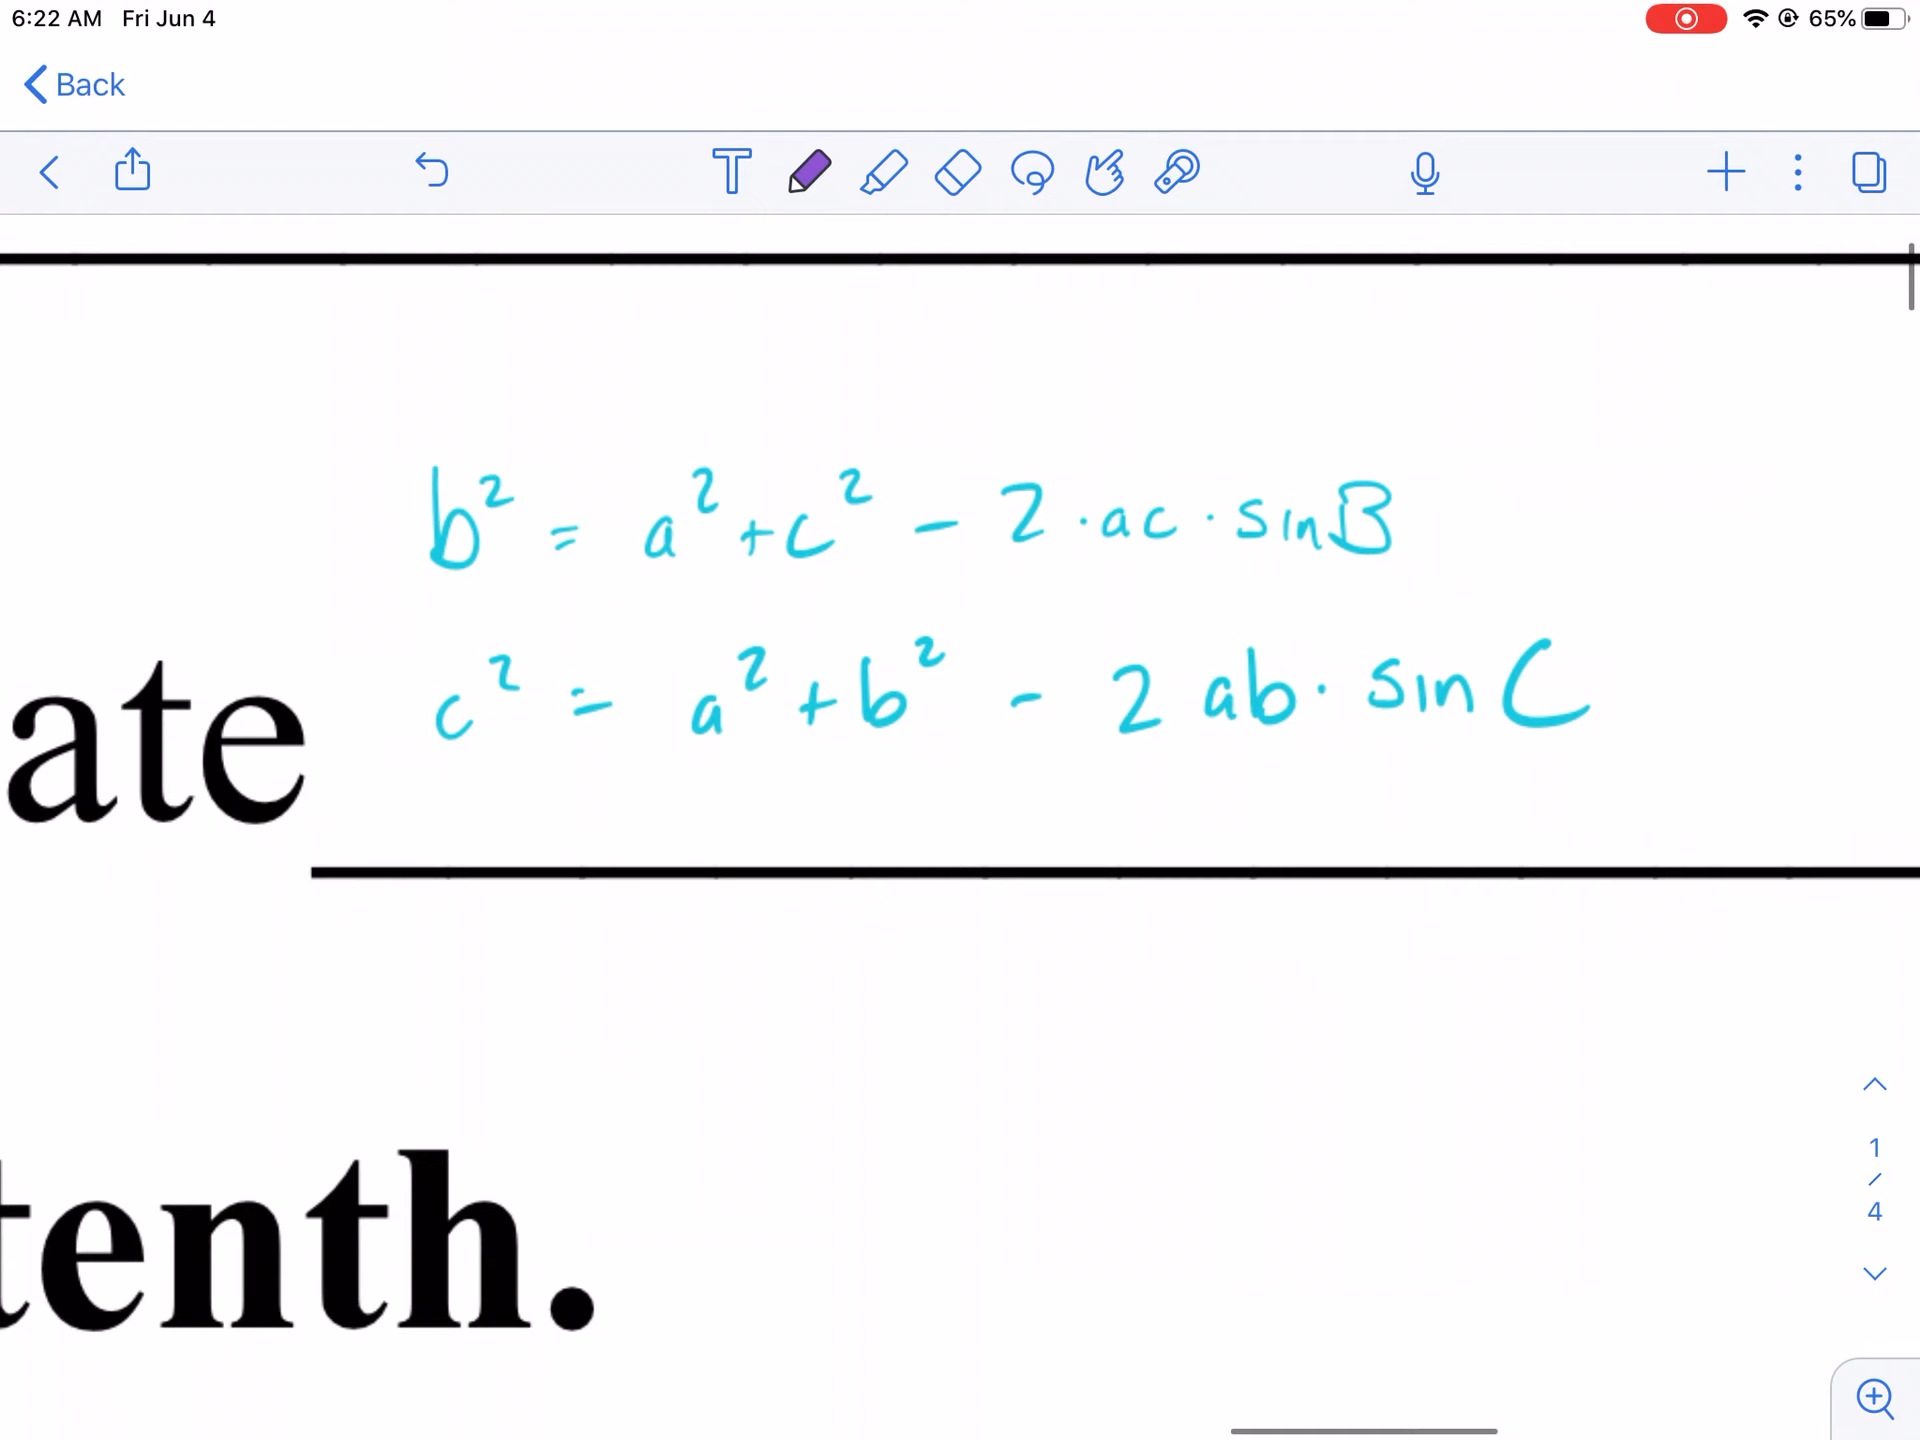 6:22 AM Fri Jun 4 65%
Back
b² = a² + c² - 2 · ac · sin B
c² = a² + b² - 2 ab · sin C
ate
tenth.
1
/
4